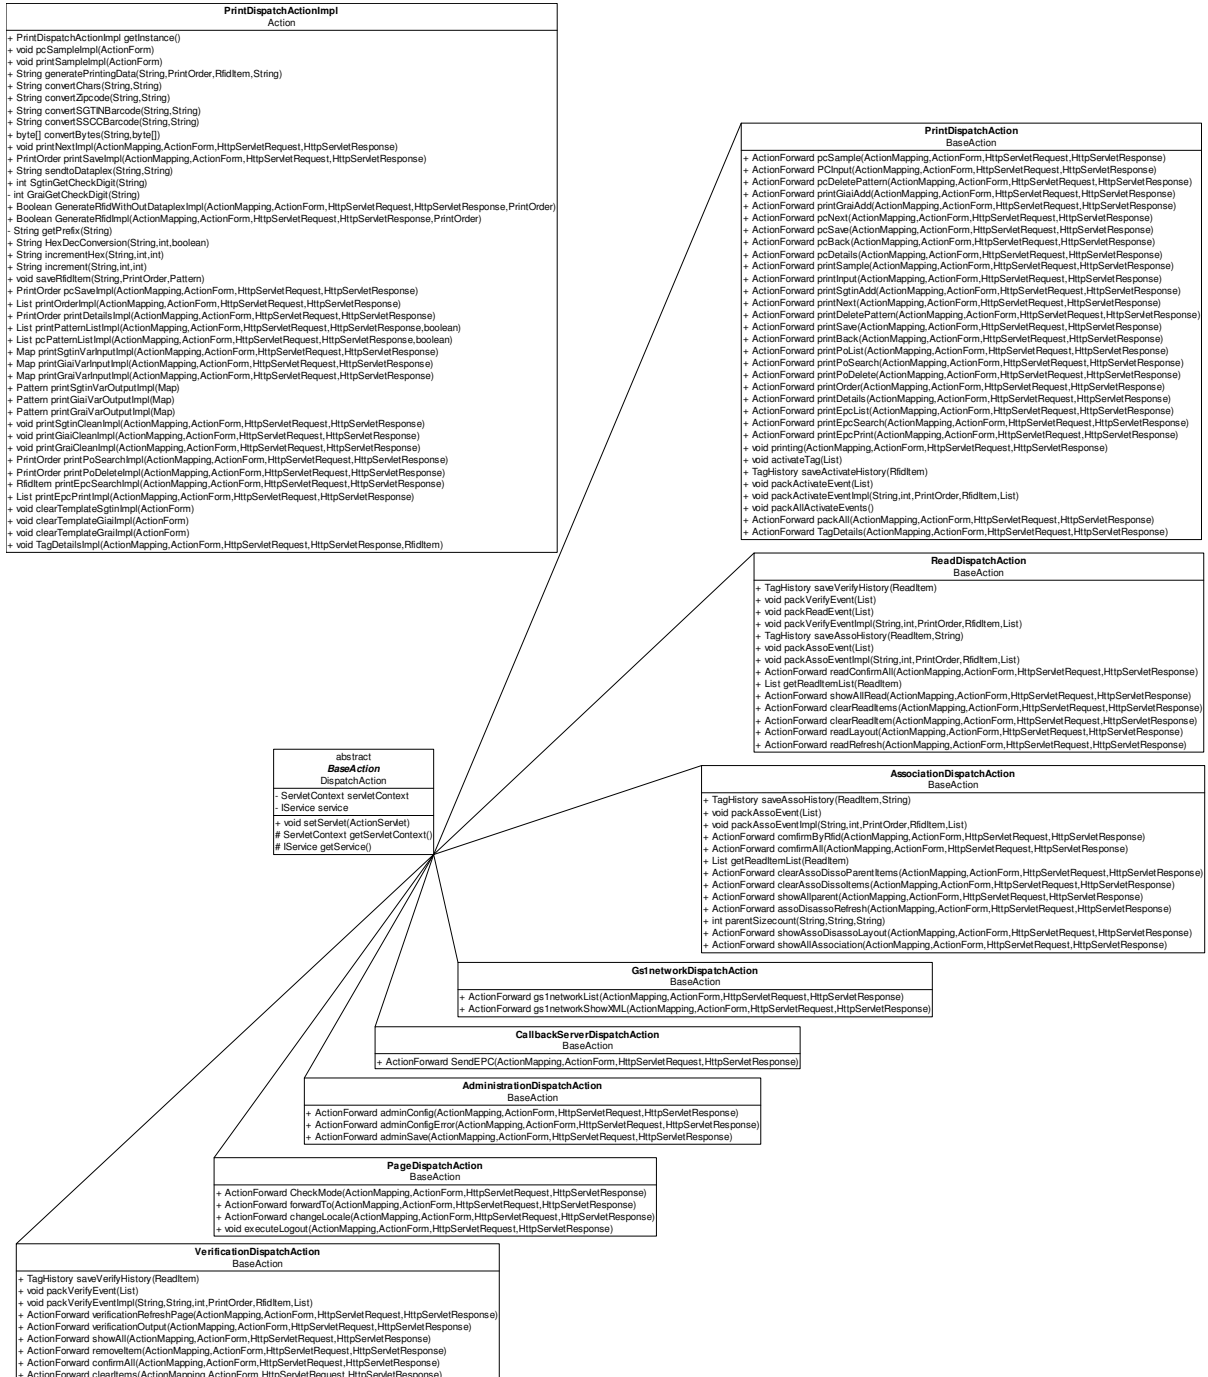 PrintDispatchActionImpl
Action
+ PrintDispatchActionImpl getInstance()
+ void pcSampleImpl(ActionForm)
+ void printSampleImpl(ActionForm)
+ String generatePrintingData(String,PrintOrder,RfidItem,String)
+ String convertChars(String,String)
+ String convertZipcode(String,String)
+ String convertSGTINBarcode(String,String)
+ String convertSSCCBarcode(String,String)
+ byte[] convertBytes(String,byte[])
+ void printNextImpl(ActionMapping,ActionForm,HttpServletRequest,HttpServletResponse)
+ PrintOrder printSaveImpl(ActionMapping,ActionForm,HttpServletRequest,HttpServletResponse)
+ String sendtoDataplex(String,String)
+ int SgtinGetCheckDigit(String)
- int GraiGetCheckDigit(String)
+ Boolean GenerateRfidWithOutDataplexImpl(ActionMapping,ActionForm,HttpServletRequest,HttpServletResponse,PrintOrder)
+ Boolean GenerateRfidImpl(ActionMapping,ActionForm,HttpServletRequest,HttpServletResponse,PrintOrder)
- String getPrefix(String)
+ String HexDecConversion(String,int,boolean)
+ String incrementHex(String,int,int)
+ String increment(String,int,int)
+ void saveRfidItem(String,PrintOrder,Pattern)
+ PrintOrder pcSaveImpl(ActionMapping,ActionForm,HttpServletRequest,HttpServletResponse)
+ List printOrderImpl(ActionMapping,ActionForm,HttpServletRequest,HttpServletResponse)
+ PrintOrder printDetailsImpl(ActionMapping,ActionForm,HttpServletRequest,HttpServletResponse)
+ List printPatternListImpl(ActionMapping,ActionForm,HttpServletRequest,HttpServletResponse,boolean)
+ List pcPatternListImpl(ActionMapping,ActionForm,HttpServletRequest,HttpServletResponse,boolean)
+ Map printSgtinVarInputImpl(ActionMapping,ActionForm,HttpServletRequest,HttpServletResponse)
+ Map printGiaiVarInputImpl(ActionMapping,ActionForm,HttpServletRequest,HttpServletResponse)
+ Map printGraiVarInputImpl(ActionMapping,ActionForm,HttpServletRequest,HttpServletResponse)
+ Pattern printSgtinVarOutputImpl(Map)
+ Pattern printGiaiVarOutputImpl(Map)
+ Pattern printGraiVarOutputImpl(Map)
+ void printSgtinCleanImpl(ActionMapping,ActionForm,HttpServletRequest,HttpServletResponse)
+ void printGiaiCleanImpl(ActionMapping,ActionForm,HttpServletRequest,HttpServletResponse)
+ void printGraiCleanImpl(ActionMapping,ActionForm,HttpServletRequest,HttpServletResponse)
+ PrintOrder printPoSearchImpl(ActionMapping,ActionForm,HttpServletRequest,HttpServletResponse)
+ PrintOrder printPoDeleteImpl(ActionMapping,ActionForm,HttpServletRequest,HttpServletResponse)
+ RfidItem printEpcSearchImpl(ActionMapping,ActionForm,HttpServletRequest,HttpServletResponse)
+ List printEpcPrintImpl(ActionMapping,ActionForm,HttpServletRequest,HttpServletResponse)
+ void clearTemplateSgtinImpl(ActionForm)
+ void clearTemplateGiaiImpl(ActionForm)
+ void clearTemplateGraiImpl(ActionForm)
+ void TagDetailsImpl(ActionMapping,ActionForm,HttpServletRequest,HttpServletResponse,RfidItem)
PrintDispatchAction
BaseAction
+ ActionForward pcSample(ActionMapping,ActionForm,HttpServletRequest,HttpServletResponse)
+ ActionForward PCInput(ActionMapping,ActionForm,HttpServletRequest,HttpServletResponse)
+ ActionForward pcDeletePattern(ActionMapping,ActionForm,HttpServletRequest,HttpServletResponse)
+ ActionForward printGiaiAdd(ActionMapping,ActionForm,HttpServletRequest,HttpServletResponse)
+ ActionForward printGraiAdd(ActionMapping,ActionForm,HttpServletRequest,HttpServletResponse)
+ ActionForward pcNext(ActionMapping,ActionForm,HttpServletRequest,HttpServletResponse)
+ ActionForward pcSave(ActionMapping,ActionForm,HttpServletRequest,HttpServletResponse)
+ ActionForward pcBack(ActionMapping,ActionForm,HttpServletRequest,HttpServletResponse)
+ ActionForward pcDetails(ActionMapping,ActionForm,HttpServletRequest,HttpServletResponse)
+ ActionForward printSample(ActionMapping,ActionForm,HttpServletRequest,HttpServletResponse)
+ ActionForward printInput(ActionMapping,ActionForm,HttpServletRequest,HttpServletResponse)
+ ActionForward printSgtinAdd(ActionMapping,ActionForm,HttpServletRequest,HttpServletResponse)
+ ActionForward printNext(ActionMapping,ActionForm,HttpServletRequest,HttpServletResponse)
+ ActionForward printDeletePattern(ActionMapping,ActionForm,HttpServletRequest,HttpServletResponse)
+ ActionForward printSave(ActionMapping,ActionForm,HttpServletRequest,HttpServletResponse)
+ ActionForward printBack(ActionMapping,ActionForm,HttpServletRequest,HttpServletResponse)
+ ActionForward printPoList(ActionMapping,ActionForm,HttpServletRequest,HttpServletResponse)
+ ActionForward printPoSearch(ActionMapping,ActionForm,HttpServletRequest,HttpServletResponse)
+ ActionForward printPoDelete(ActionMapping,ActionForm,HttpServletRequest,HttpServletResponse)
+ ActionForward printOrder(ActionMapping,ActionForm,HttpServletRequest,HttpServletResponse)
+ ActionForward printDetails(ActionMapping,ActionForm,HttpServletRequest,HttpServletResponse)
+ ActionForward printEpcList(ActionMapping,ActionForm,HttpServletRequest,HttpServletResponse)
+ ActionForward printEpcSearch(ActionMapping,ActionForm,HttpServletRequest,HttpServletResponse)
+ ActionForward printEpcPrint(ActionMapping,ActionForm,HttpServletRequest,HttpServletResponse)
+ void printing(ActionMapping,ActionForm,HttpServletRequest,HttpServletResponse)
+ void activateTag(List)
+ TagHistory saveActivateHistory(RfidItem)
+ void packActivateEvent(List)
+ void packActivateEventImpl(String,int,PrintOrder,RfidItem,List)
+ void packAllActivateEvents()
+ ActionForward packAll(ActionMapping,ActionForm,HttpServletRequest,HttpServletResponse)
+ ActionForward TagDetails(ActionMapping,ActionForm,HttpServletRequest,HttpServletResponse)
ReadDispatchAction
BaseAction
+ TagHistory saveVerifyHistory(ReadItem)
+ void packVerifyEvent(List)
+ void packReadEvent(List)
+ void packVerifyEventImpl(String,int,PrintOrder,RfidItem,List)
+ TagHistory saveAssoHistory(ReadItem,String)
+ void packAssoEvent(List)
+ void packAssoEventImpl(String,int,PrintOrder,RfidItem,List)
+ ActionForward readConfirmAll(ActionMapping,ActionForm,HttpServletRequest,HttpServletResponse)
+ List getReadItemList(ReadItem)
+ ActionForward showAllRead(ActionMapping,ActionForm,HttpServletRequest,HttpServletResponse)
+ ActionForward clearReadItems(ActionMapping,ActionForm,HttpServletRequest,HttpServletResponse)
+ ActionForward clearReadItem(ActionMapping,ActionForm,HttpServletRequest,HttpServletResponse)
+ ActionForward readLayout(ActionMapping,ActionForm,HttpServletRequest,HttpServletResponse)
+ ActionForward readRefresh(ActionMapping,ActionForm,HttpServletRequest,HttpServletResponse)
abstract
BaseAction
DispatchAction
- ServletContext servletContext
- IService service
+ void setServlet(ActionServlet)
# ServletContext getServletContext()
# IService getService()
AssociationDispatchAction
BaseAction
+ TagHistory saveAssoHistory(ReadItem,String)
+ void packAssoEvent(List)
+ void packAssoEventImpl(String,int,PrintOrder,RfidItem,List)
+ ActionForward comfirmByRfid(ActionMapping,ActionForm,HttpServletRequest,HttpServletResponse)
+ ActionForward comfirmAll(ActionMapping,ActionForm,HttpServletRequest,HttpServletResponse)
+ List getReadItemList(ReadItem)
+ ActionForward clearAssoDissoParentItems(ActionMapping,ActionForm,HttpServletRequest,HttpServletResponse)
+ ActionForward clearAssoDissoItems(ActionMapping,ActionForm,HttpServletRequest,HttpServletResponse)
+ ActionForward showAllparent(ActionMapping,ActionForm,HttpServletRequest,HttpServletResponse)
+ ActionForward assoDisassoRefresh(ActionMapping,ActionForm,HttpServletRequest,HttpServletResponse)
+ int parentSizecount(String,String,String)
+ ActionForward showAssoDisassoLayout(ActionMapping,ActionForm,HttpServletRequest,HttpServletResponse)
+ ActionForward showAllAssociation(ActionMapping,ActionForm,HttpServletRequest,HttpServletResponse)
Gs1networkDispatchAction
BaseAction
+ ActionForward gs1networkList(ActionMapping,ActionForm,HttpServletRequest,HttpServletResponse)
+ ActionForward gs1networkShowXML(ActionMapping,ActionForm,HttpServletRequest,HttpServletResponse)
CallbackServerDispatchAction
BaseAction
+ ActionForward SendEPC(ActionMapping,ActionForm,HttpServletRequest,HttpServletResponse)
AdministrationDispatchAction
BaseAction
+ ActionForward adminConfig(ActionMapping,ActionForm,HttpServletRequest,HttpServletResponse)
+ ActionForward adminConfigError(ActionMapping,ActionForm,HttpServletRequest,HttpServletResponse)
+ ActionForward adminSave(ActionMapping,ActionForm,HttpServletRequest,HttpServletResponse)
PageDispatchAction
BaseAction
+ ActionForward CheckMode(ActionMapping,ActionForm,HttpServletRequest,HttpServletResponse)
+ ActionForward forwardTo(ActionMapping,ActionForm,HttpServletRequest,HttpServletResponse)
+ ActionForward changeLocale(ActionMapping,ActionForm,HttpServletRequest,HttpServletResponse)
+ void executeLogout(ActionMapping,ActionForm,HttpServletRequest,HttpServletResponse)
VerificationDispatchAction
BaseAction
+ TagHistory saveVerifyHistory(ReadItem)
+ void packVerifyEvent(List)
+ void packVerifyEventImpl(String,String,int,PrintOrder,RfidItem,List)
+ ActionForward verificationRefreshPage(ActionMapping,ActionForm,HttpServletRequest,HttpServletResponse)
+ ActionForward verificationOutput(ActionMapping,ActionForm,HttpServletRequest,HttpServletResponse)
+ ActionForward showAll(ActionMapping,ActionForm,HttpServletRequest,HttpServletResponse)
+ ActionForward removeItem(ActionMapping,ActionForm,HttpServletRequest,HttpServletResponse)
+ ActionForward confirmAll(ActionMapping,ActionForm,HttpServletRequest,HttpServletResponse)
+ ActionForward clearItems(ActionMapping,ActionForm,HttpServletRequest,HttpServletResponse)